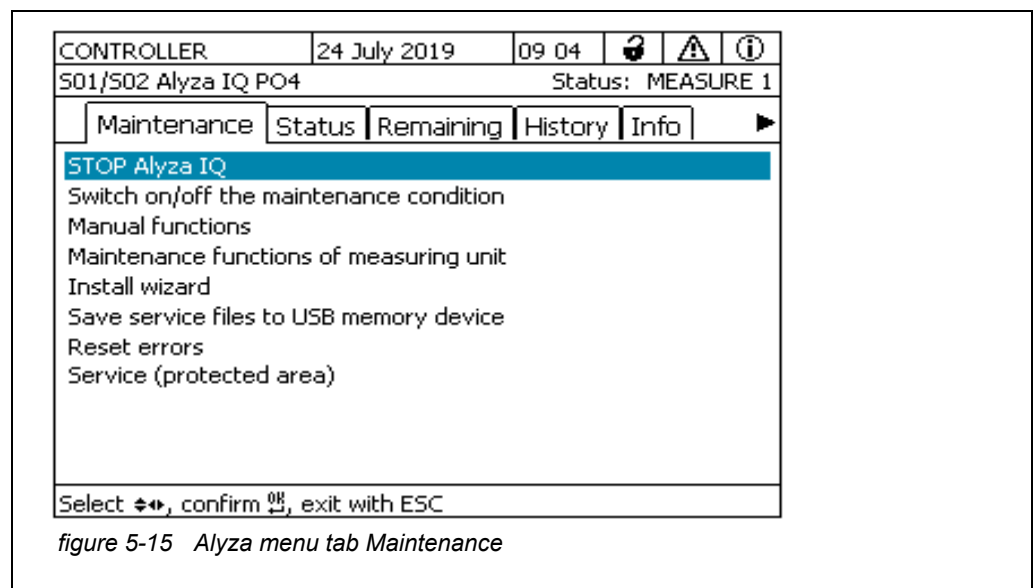 CONTROLLER 24 July 2019 09 04
S01/S02 Alyza IQ PO4 Status: MEASURE 1
Maintenance Status Remaining History Info
STOP Alyza IQ
Switch on/off the maintenance condition
Manual functions
Maintenance functions of measuring unit
Install wizard
Save service files to USB memory device
Reset errors
Service (protected area)
Select , confirm OK, exit with ESC
figure 5-15 Alyza menu tab Maintenance